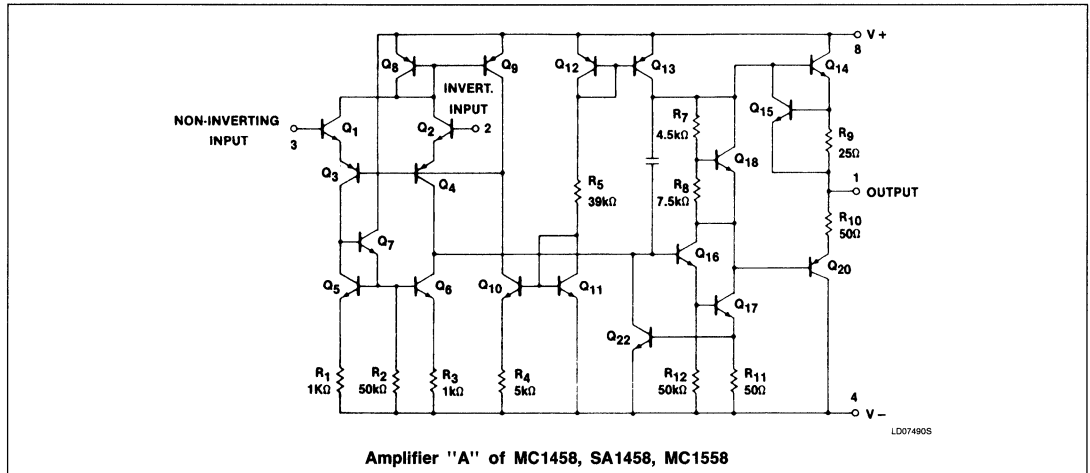 V+
8
Q8
Q9
Q12
Q13
Q14
INVERT.
INPUT
Q15
NON-INVERTING
INPUT
3
Q1
Q2
2
R7
4.5kΩ
R9
25Ω
Q18
Q3
Q4
R5
39kΩ
R8
7.5kΩ
1
OUTPUT
R10
50Ω
Q7
Q16
Q20
Q5
Q6
Q10
Q11
Q17
Q22
R1
1KΩ
R2
50kΩ
R3
1kΩ
R4
5kΩ
R12
50kΩ
R11
50Ω
4
V−
LD07490S
Amplifier "A" of MC1458, SA1458, MC1558